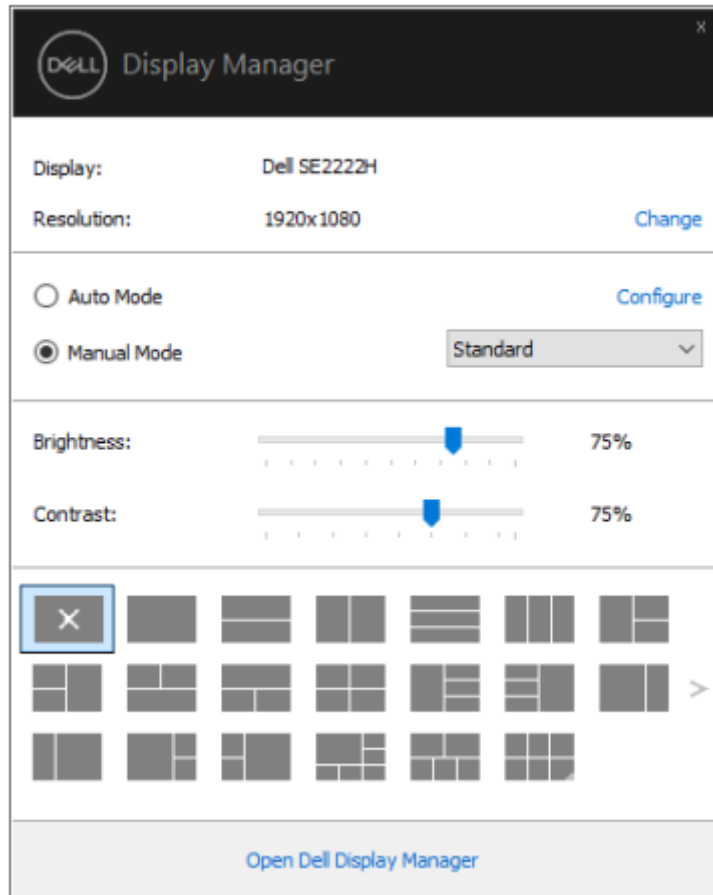 x
DELL Display Manager
Display: Dell SE2222H
Resolution: 1920x1080 Change
Auto Mode Configure
Manual Mode Standard
Brightness: 75%
Contrast: 75%
Open Dell Display Manager